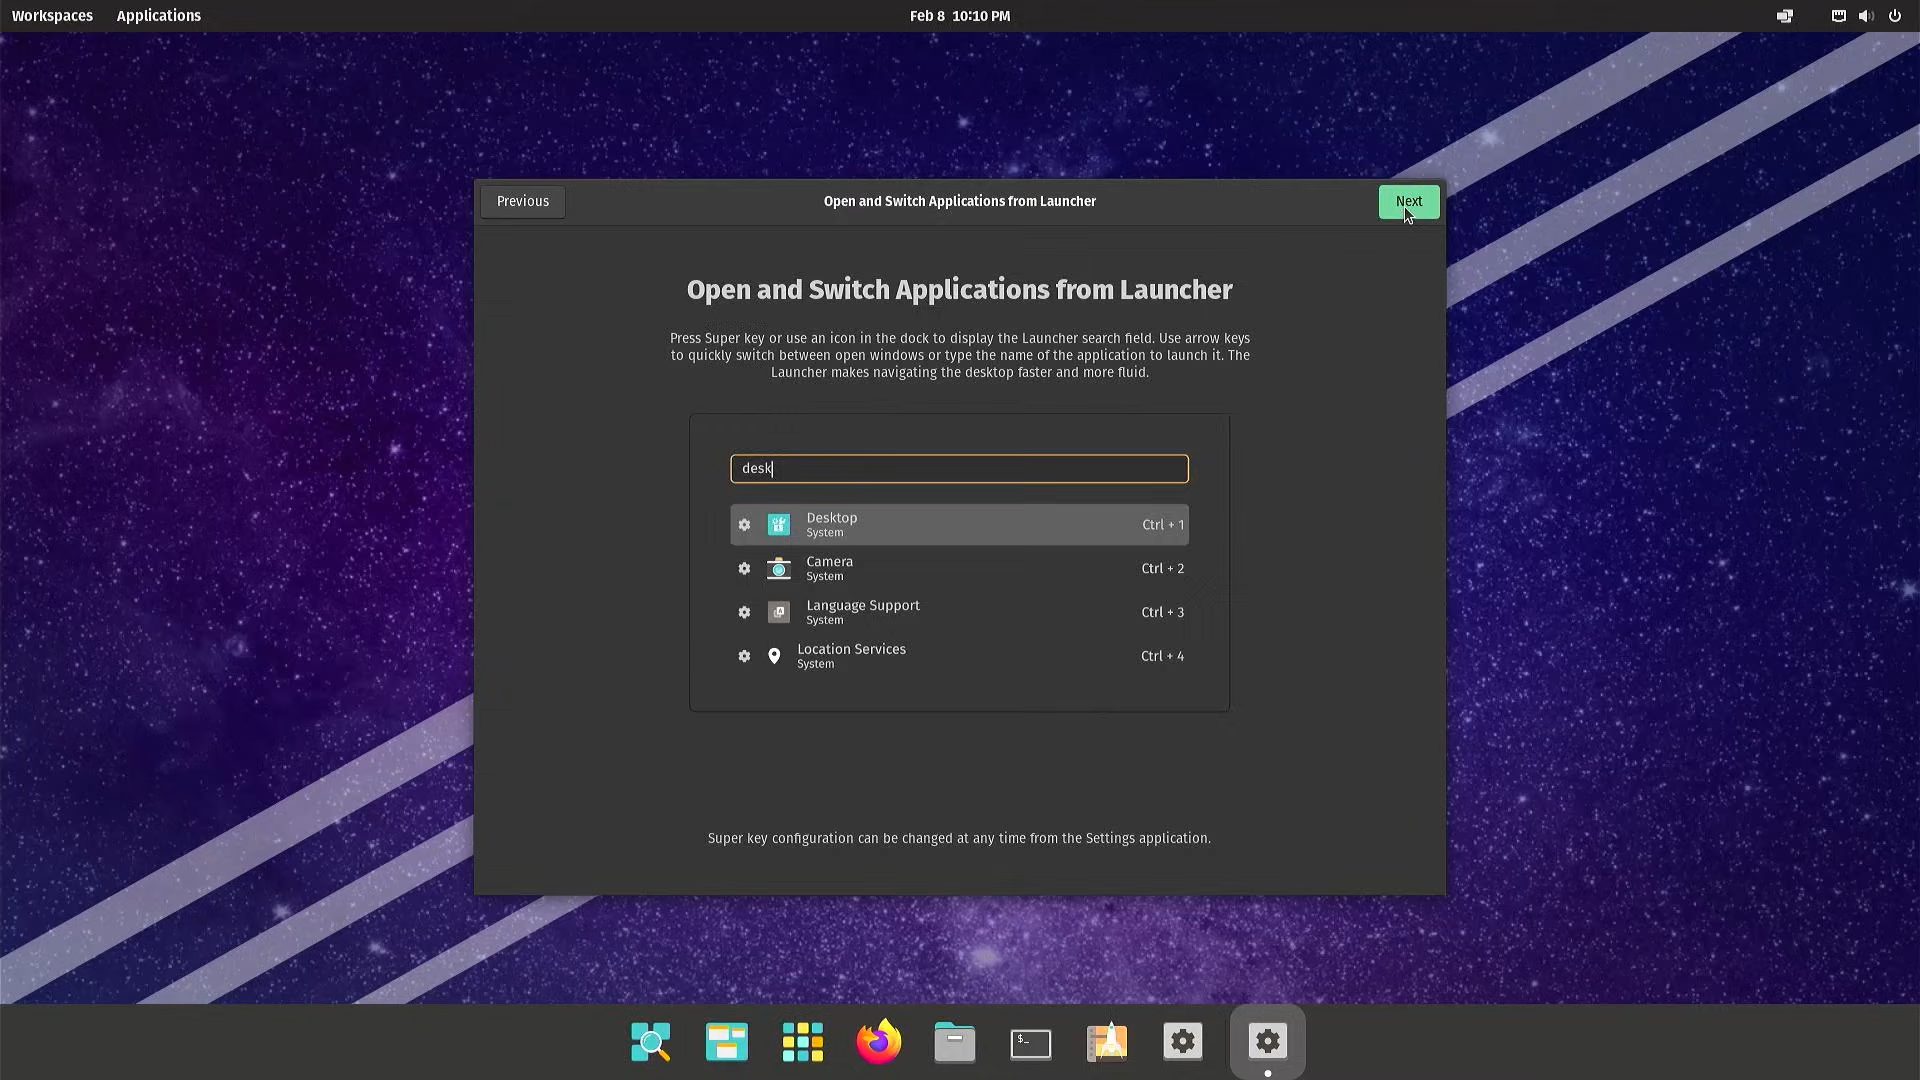 Workspaces Applications Feb 8 10:10 PM
Previous Open and Switch Applications from Launcher Next
Open and Switch Applications from Launcher
Press Super key or use an icon in the dock to display the Launcher search field. Use arrow keys
to quickly switch between open windows or type the name of the application to launch it. The
Launcher makes navigating the desktop faster and more fluid.
desk
Desktop Ctrl + 1
System
Camera Ctrl + 2
System
Language Support Ctrl + 3
System
Location Services Ctrl + 4
System
Super key configuration can be changed at any time from the Settings application.